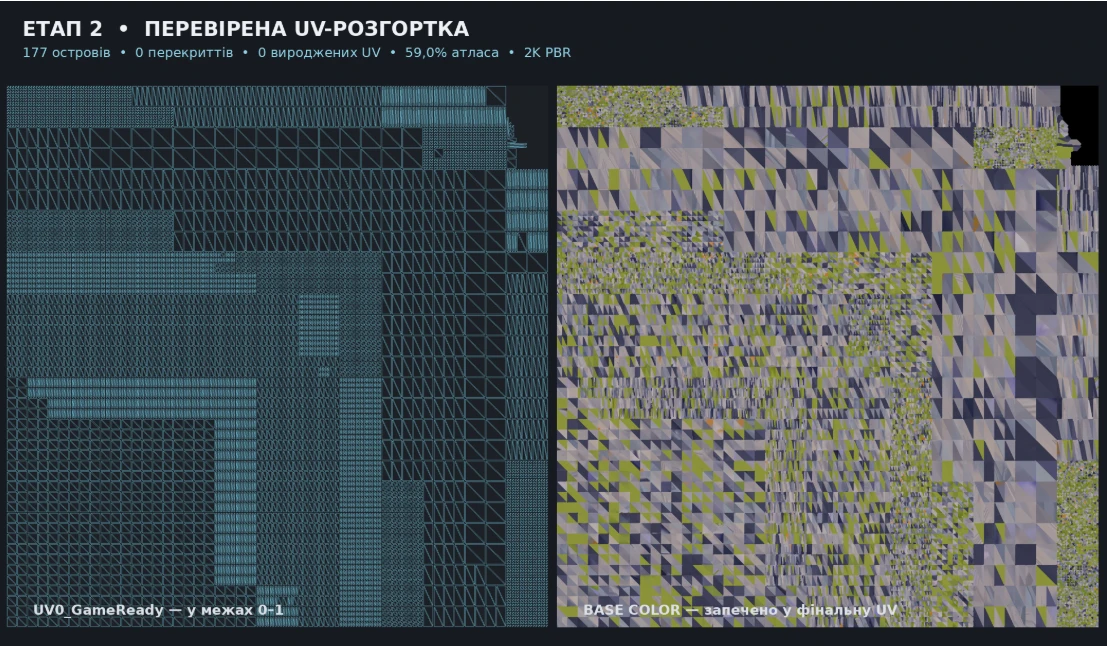 ЕТАП 2 • ПЕРЕВІРЕНА UV-РОЗГОРТКА
177 островів • 0 перекриттів • 0 вироджених UV • 59,0% атласа • 2K PBR
UV0_GameReady — у межах 0–1
BASE COLOR — запечено у фінальну UV